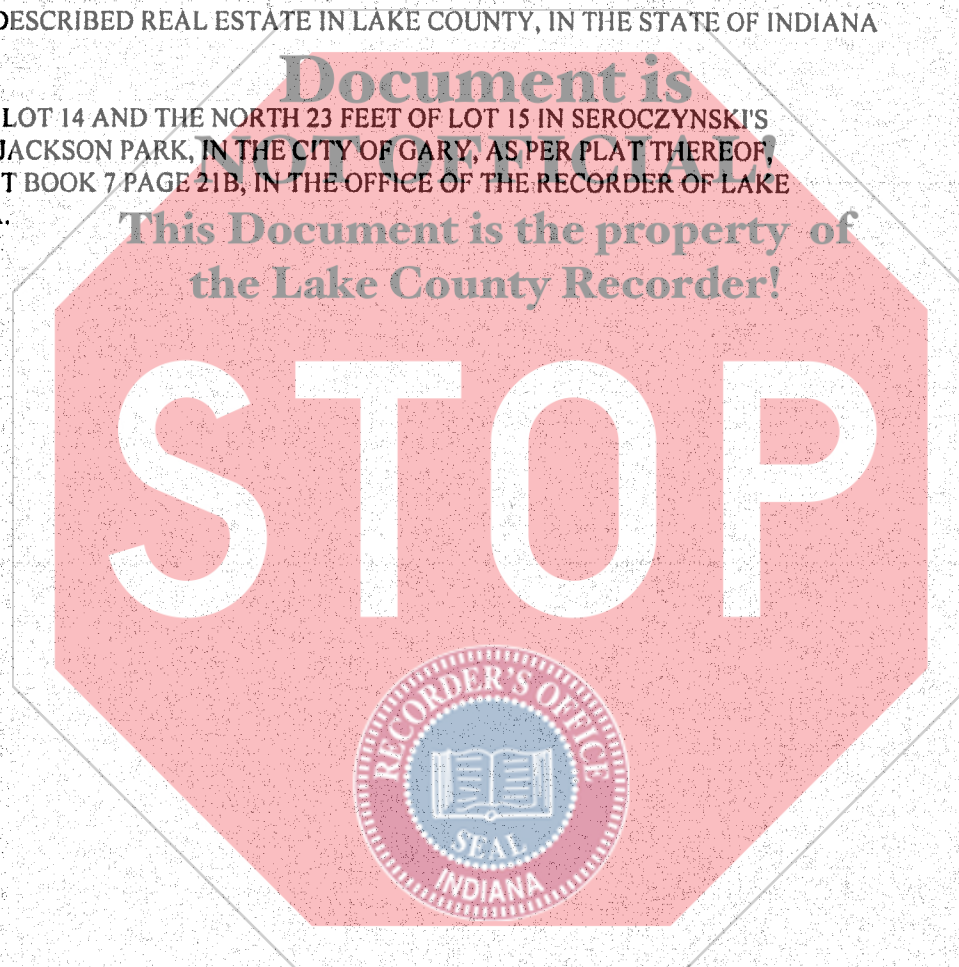 DESCRIBED REAL ESTATE IN LAKE COUNTY, IN THE STATE OF INDIANA
Document is
LOT 14 AND THE NORTH 23 FEET OF LOT 15 IN SEROCZYNSKI'S
NOT OFFICIAL!
JACKSON PARK, IN THE CITY OF GARY, AS PER PLAT THEREOF,
T BOOK 7 PAGE 21B, IN THE OFFICE OF THE RECORDER OF LAKE
This Document is the property of
the Lake County Recorder!
STOP
RECORDER'S OFFICE
SEAL
INDIANA